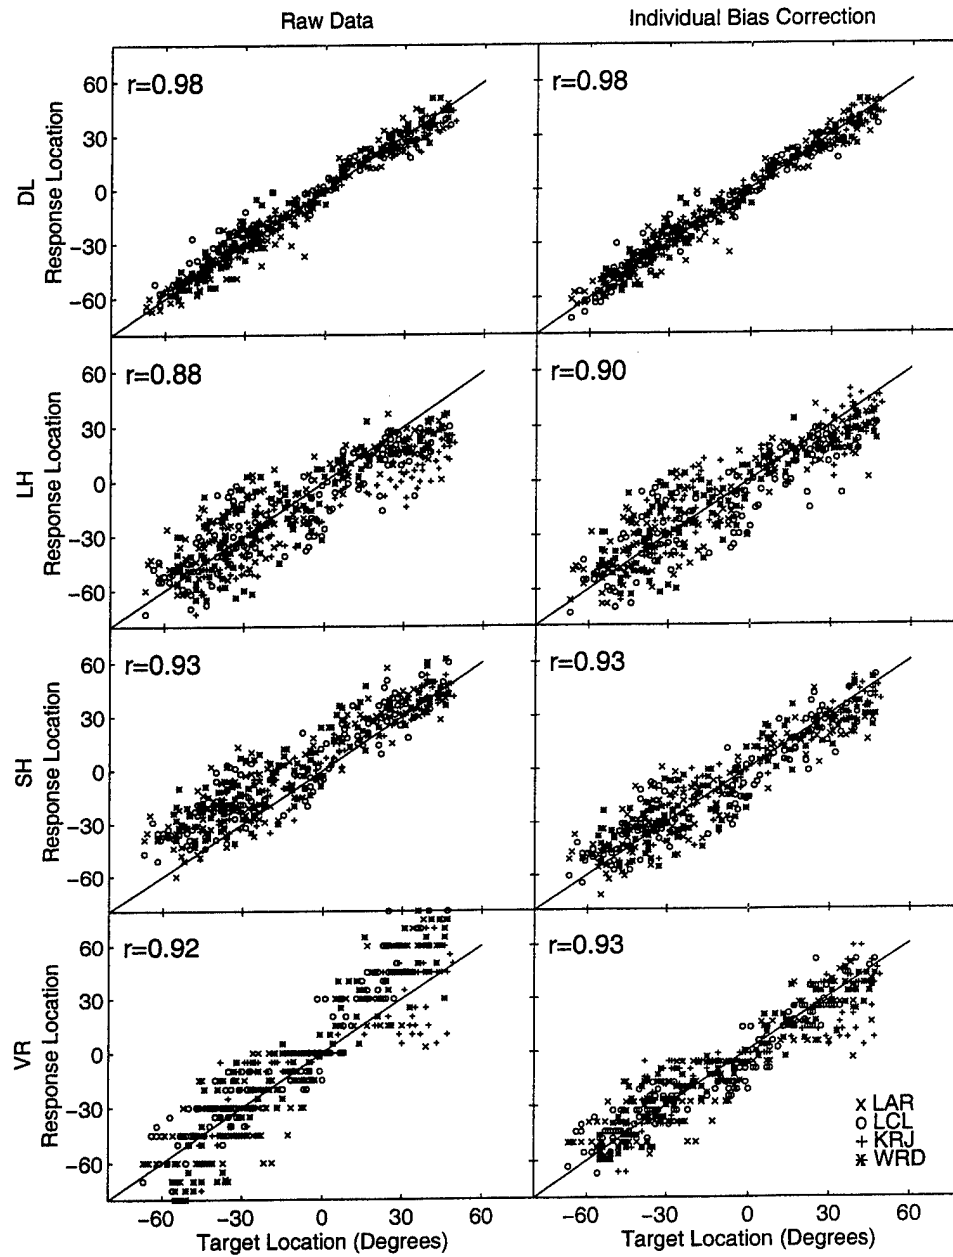 Raw Data
Individual Bias Correction
DL
Response Location
60
30
0
−30
−60
r=0.98
r=0.98
LH
Response Location
60
30
0
−30
−60
r=0.88
r=0.90
SH
Response Location
60
30
0
−30
−60
r=0.93
r=0.93
VR
Response Location
60
30
0
−30
−60
r=0.92
r=0.93
x LAR
o LCL
+ KRJ
* WRD
−60 −30 0 30 60
−60 −30 0 30 60
Target Location (Degrees)
Target Location (Degrees)